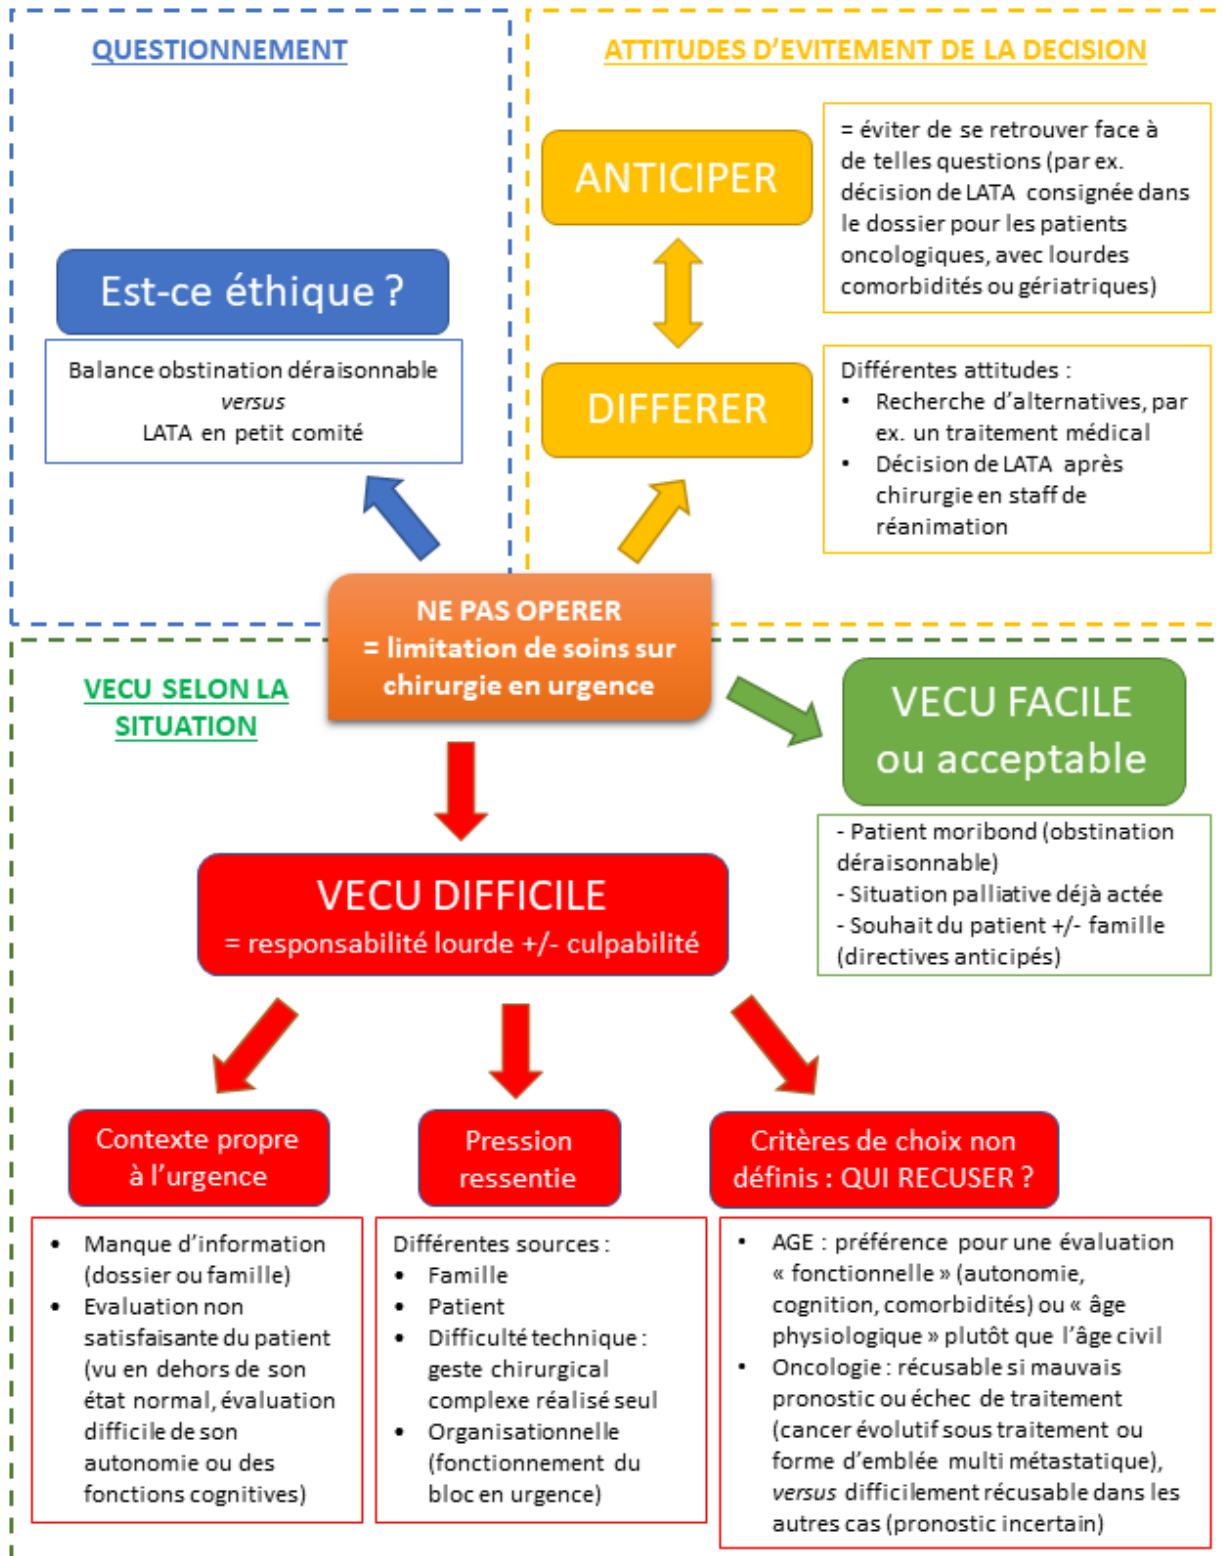 QUESTIONNEMENT
Est-ce éthique ?
Balance obstination déraisonnable
versus
LATA en petit comité
ATTITUDES D'EVITEMENT DE LA DECISION
ANTICIPER
= éviter de se retrouver face à
de telles questions (par ex.
décision de LATA consignée dans
le dossier pour les patients
oncologiques, avec lourdes
comorbidités ou gériatriques)
DIFFERER
Différentes attitudes :
• Recherche d'alternatives, par
ex. un traitement médical
• Décision de LATA après
chirurgie en staff de
réanimation
NE PAS OPERER
= limitation de soins sur
chirurgie en urgence
VECU SELON LA
SITUATION
VECU FACILE
ou acceptable
- Patient moribond (obstination
déraisonnable)
- Situation palliative déjà actée
- Souhait du patient +/- famille
(directives anticipés)
VECU DIFFICILE
= responsabilité lourde +/- culpabilité
Contexte propre
à l'urgence
• Manque d'information
(dossier ou famille)
• Evaluation non
satisfaisante du patient
(vu en dehors de son
état normal, évaluation
difficile de son
autonomie ou des
fonctions cognitives)
Pression
ressentie
Différentes sources :
• Famille
• Patient
• Difficulté technique :
geste chirurgical
complexe réalisé seul
• Organisationnelle
(fonctionnement du
bloc en urgence)
Critères de choix non
définis : QUI RECUSER ?
• AGE : préférence pour une évaluation
« fonctionnelle » (autonomie,
cognition, comorbidités) ou « âge
physiologique » plutôt que l'âge civil
• Oncologie : récusable si mauvais
pronostic ou échec de traitement
(cancer évolutif sous traitement ou
forme d'emblée multi métastatique),
versus difficilement récusable dans les
autres cas (pronostic incertain)